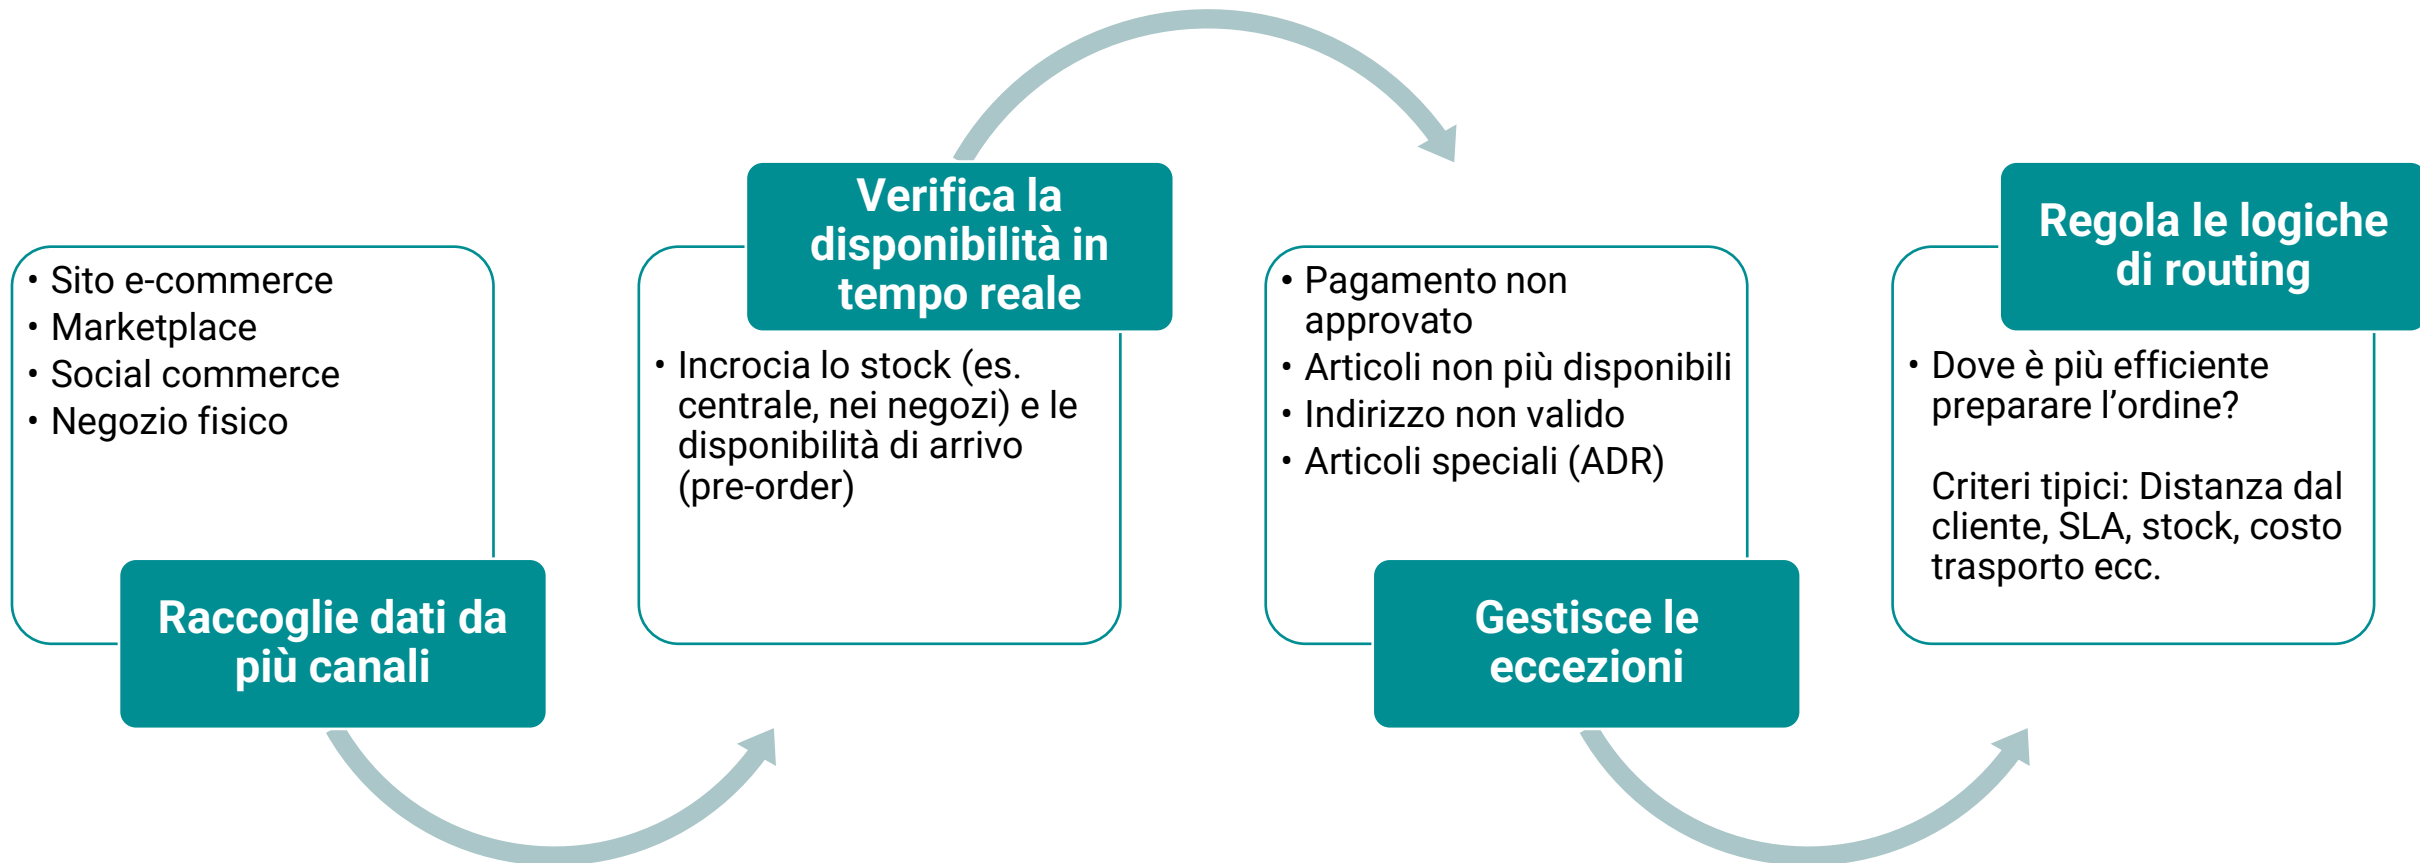 • Sito e-commerce
• Marketplace
• Social commerce
• Negozio fisico
Raccoglie dati da
più canali
Verifica la
disponibilità in
tempo reale
• Incrocia lo stock (es.
centrale, nei negozi) e le
disponibilità di arrivo
(pre-order)
• Pagamento non
approvato
• Articoli non più disponibili
• Indirizzo non valido
• Articoli speciali (ADR)
Gestisce le
eccezioni
Regola le logiche
di routing
• Dove è più efficiente
preparare l’ordine?
Criteri tipici: Distanza dal
cliente, SLA, stock, costo
trasporto ecc.